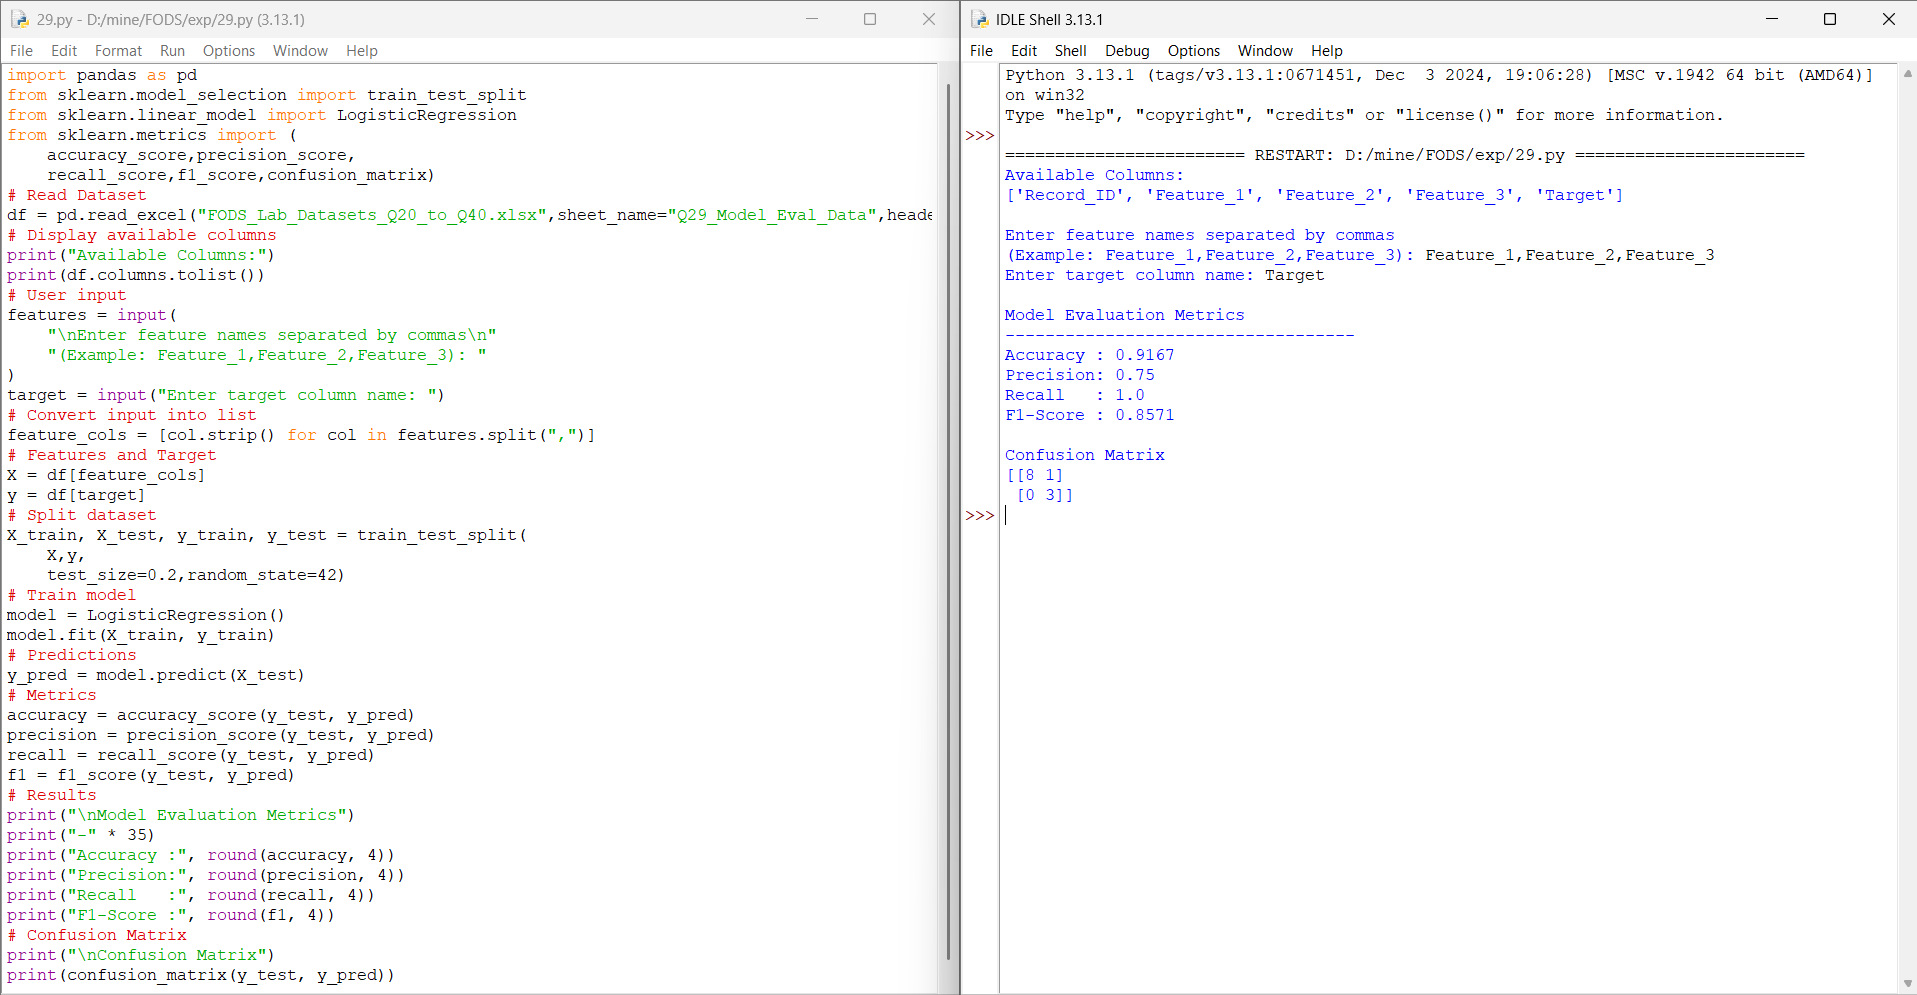 29.py - D:/mine/FODS/exp/29.py (3.13.1)
File Edit Format Run Options Window Help
import pandas as pd
from sklearn.model_selection import train_test_split
from sklearn.linear_model import LogisticRegression
from sklearn.metrics import (
    accuracy_score,precision_score,
    recall_score,f1_score,confusion_matrix)
# Read Dataset
df = pd.read_excel("FODS_Lab_Datasets_Q20_to_Q40.xlsx",sheet_name="Q29_Model_Eval_Data",heade
# Display available columns
print("Available Columns:")
print(df.columns.tolist())
# User input
features = input(
    "\nEnter feature names separated by commas\n"
    "(Example: Feature_1,Feature_2,Feature_3): "
)
target = input("Enter target column name: ")
# Convert input into list
feature_cols = [col.strip() for col in features.split(",")]
# Features and Target
X = df[feature_cols]
y = df[target]
# Split dataset
X_train, X_test, y_train, y_test = train_test_split(
    X,y,
    test_size=0.2,random_state=42)
# Train model
model = LogisticRegression()
model.fit(X_train, y_train)
# Predictions
y_pred = model.predict(X_test)
# Metrics
accuracy = accuracy_score(y_test, y_pred)
precision = precision_score(y_test, y_pred)
recall = recall_score(y_test, y_pred)
f1 = f1_score(y_test, y_pred)
# Results
print("\nModel Evaluation Metrics")
print("-" * 35)
print("Accuracy :", round(accuracy, 4))
print("Precision:", round(precision, 4))
print("Recall   :", round(recall, 4))
print("F1-Score :", round(f1, 4))
# Confusion Matrix
print("\nConfusion Matrix")
print(confusion_matrix(y_test, y_pred))
IDLE Shell 3.13.1
File Edit Shell Debug Options Window Help
Python 3.13.1 (tags/v3.13.1:0671451, Dec  3 2024, 19:06:28) [MSC v.1942 64 bit (AMD64)]
on win32
Type "help", "copyright", "credits" or "license()" for more information.
>>>
======================== RESTART: D:/mine/FODS/exp/29.py =======================
Available Columns:
['Record_ID', 'Feature_1', 'Feature_2', 'Feature_3', 'Target']
Enter feature names separated by commas
(Example: Feature_1,Feature_2,Feature_3): Feature_1,Feature_2,Feature_3
Enter target column name: Target
Model Evaluation Metrics
-----------------------------------
Accuracy : 0.9167
Precision: 0.75
Recall   : 1.0
F1-Score : 0.8571
Confusion Matrix
[[8 1]
 [0 3]]
>>>